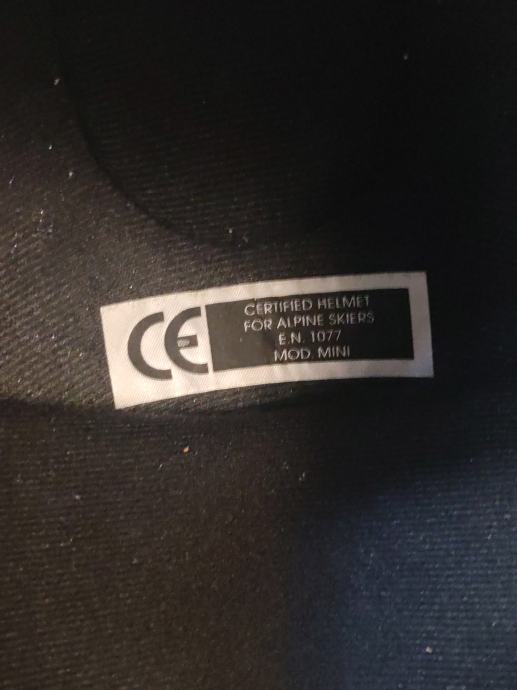 CE
CERTIFIED HELMET
FOR ALPINE SKIERS
E.N. 1077
MOD. MINI